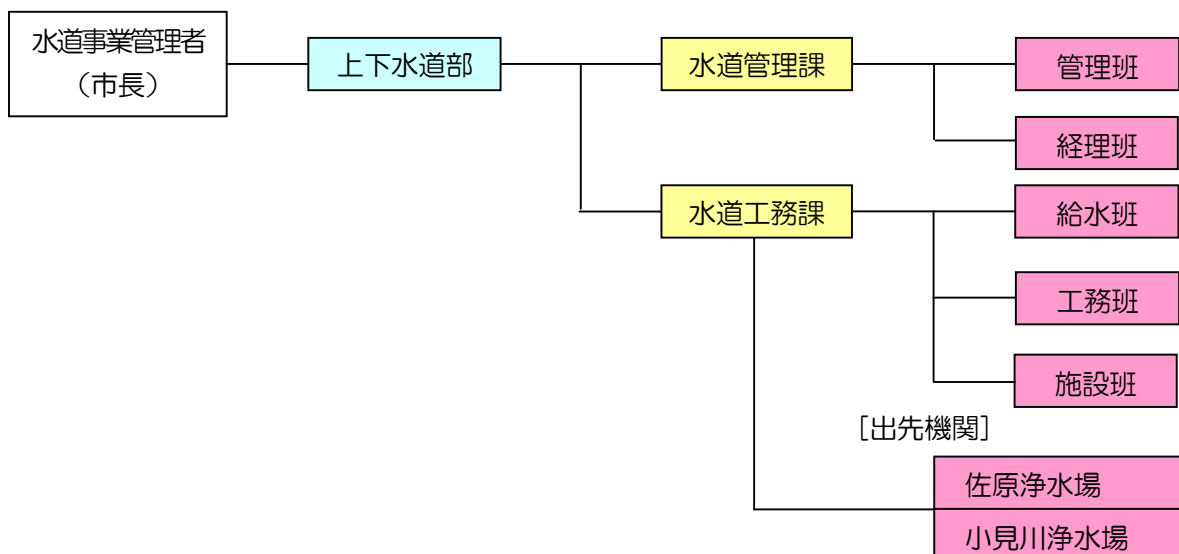 水道事業管理者
（市長）
上下水道部
水道管理課
管理班
経理班
水道工務課
給水班
工務班
施設班
［出先機関］
佐原浄水場
小見川浄水場